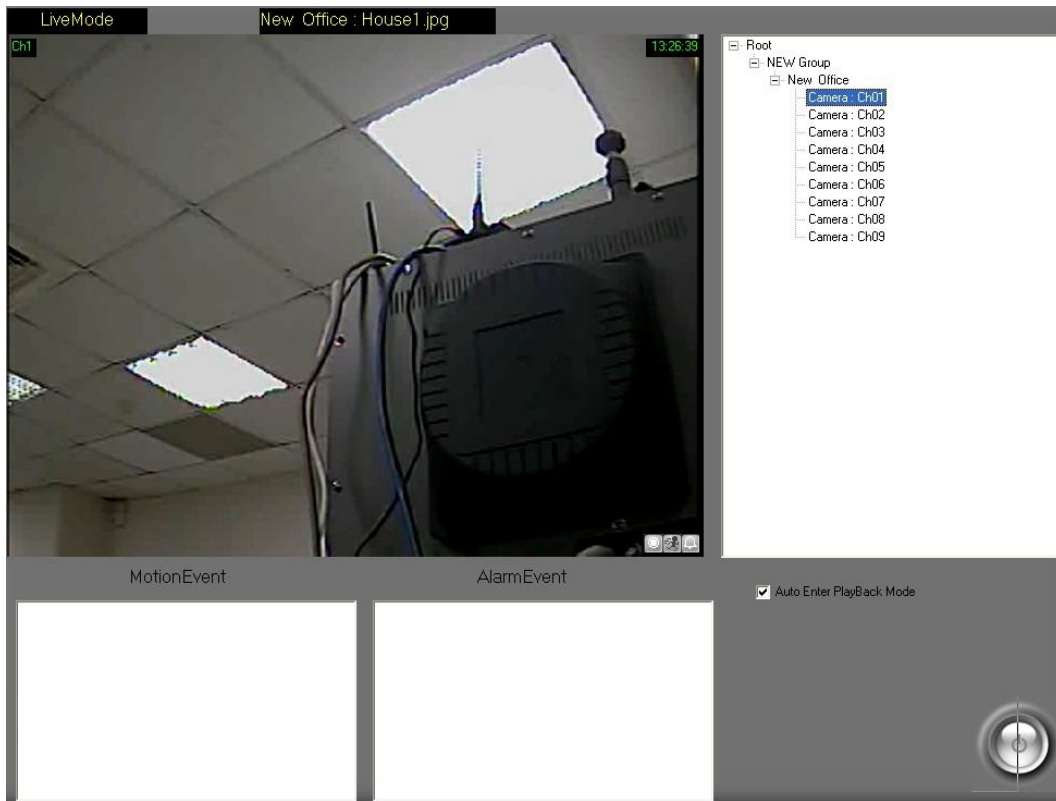 LiveMode
New Office : House1.jpg
Ch1
13:26:39
Root
NEW Group
New Office
Camera : Ch01
Camera : Ch02
Camera : Ch03
Camera : Ch04
Camera : Ch05
Camera : Ch06
Camera : Ch07
Camera : Ch08
Camera : Ch09
MotionEvent
AlarmEvent
Auto Enter PlayBack Mode